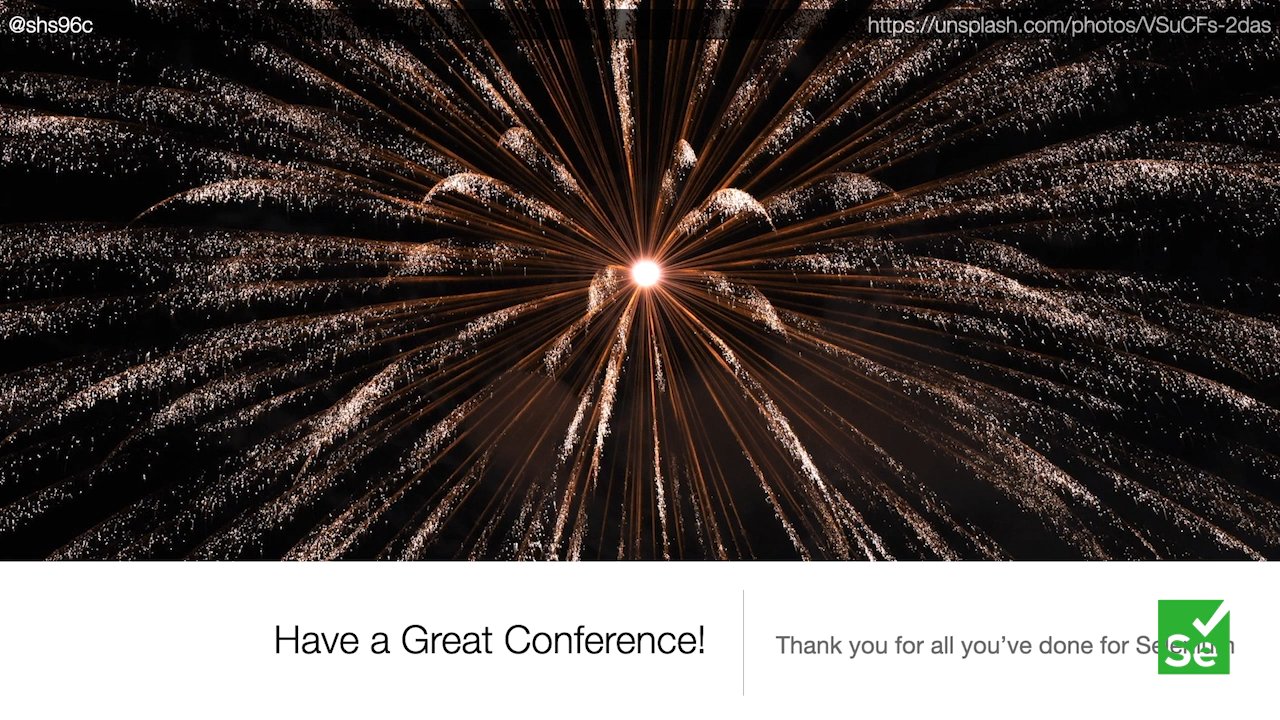 @shs96c
https://unsplash.com/photos/VSuCFs-2das
Have a Great Conference!
Thank you for all you’ve done for Selenium
Se